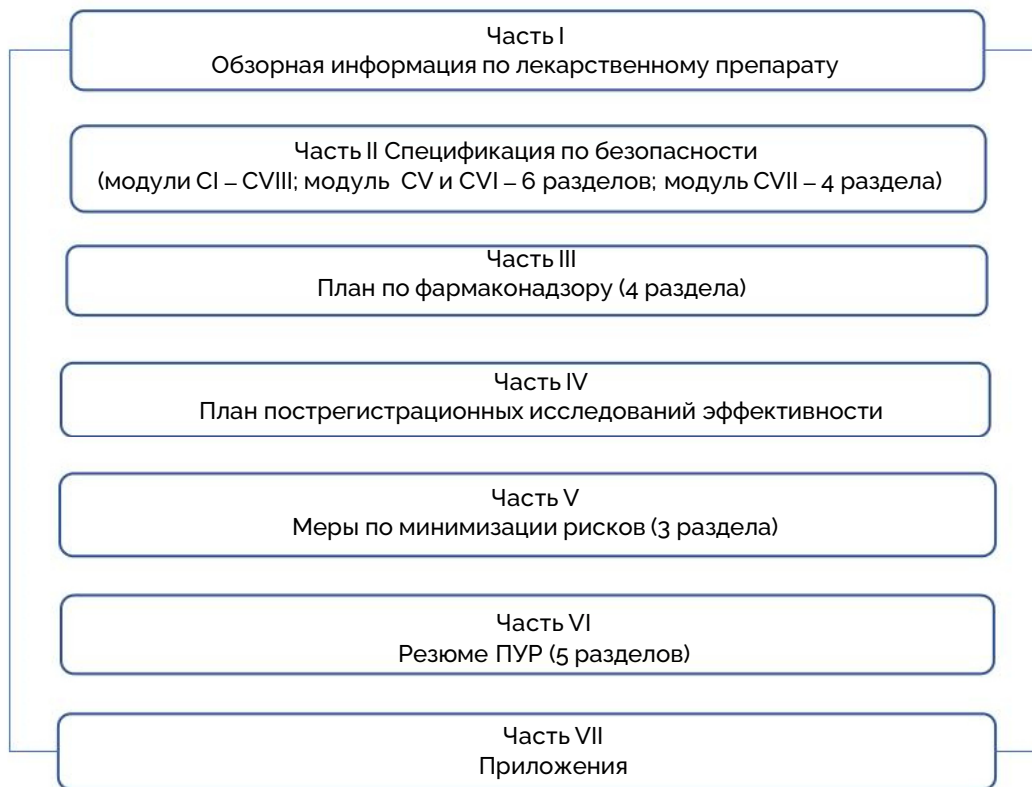 Часть I
Обзорная информация по лекарственному препарату
Часть II Спецификация по безопасности
(модули CI – CVIII; модуль CV и CVI – 6 разделов; модуль CVII – 4 раздела)
Часть III
План по фармаконадзору (4 раздела)
Часть IV
План пострегистрационных исследований эффективности
Часть V
Меры по минимизации рисков (3 раздела)
Часть VI
Резюме ПУР (5 разделов)
Часть VII
Приложения